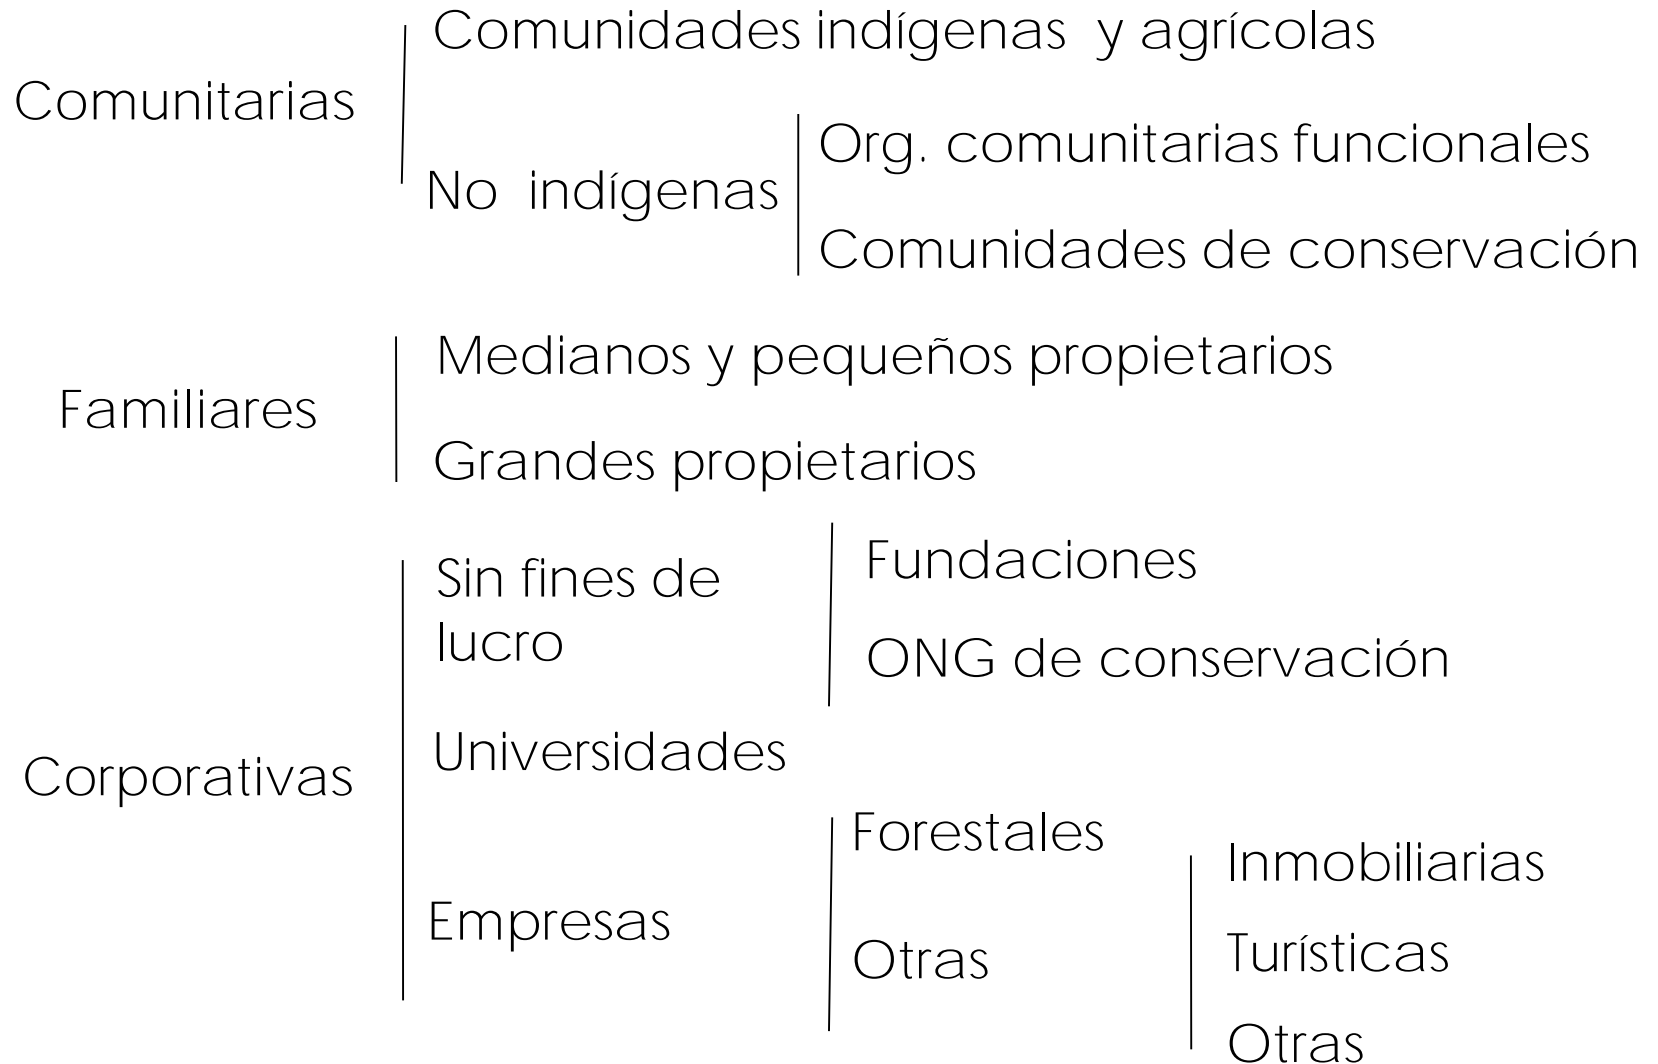 Comunitarias
Comunidades indígenas y agrícolas
No indígenas
Org. comunitarias funcionales
Comunidades de conservación
Familiares
Medianos y pequeños propietarios
Grandes propietarios
Corporativas
Sin fines de
lucro
Fundaciones
ONG de conservación
Universidades
Empresas
Forestales
Otras
Inmobiliarias
Turísticas
Otras